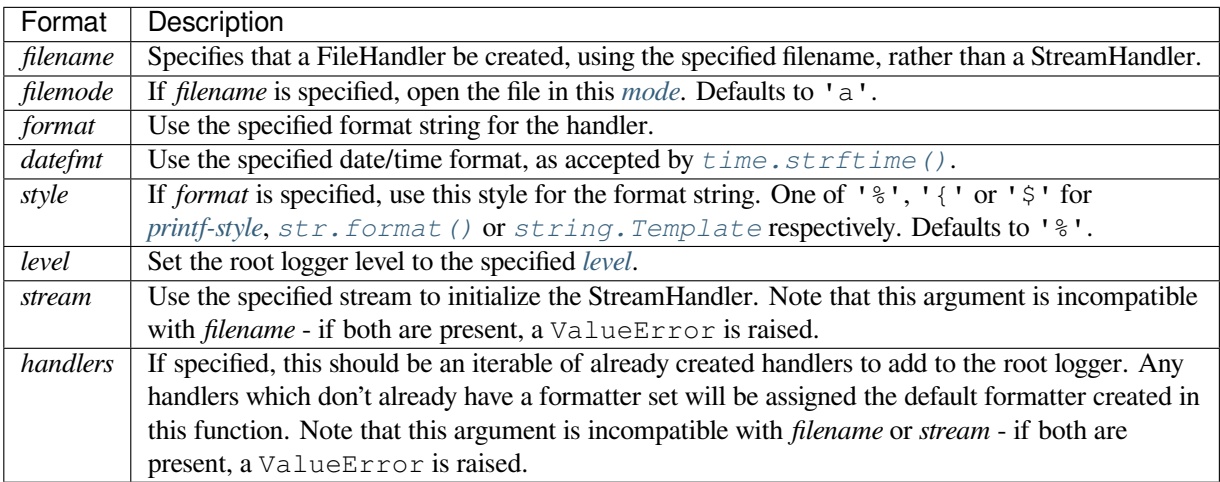 Format Description
filename Specifies that a FileHandler be created, using the specified filename, rather than a StreamHandler.
filemode If filename is specified, open the file in this mode. Defaults to 'a'.
format Use the specified format string for the handler.
datefmt Use the specified date/time format, as accepted by time.strftime().
style If format is specified, use this style for the format string. One of '%', '{' or '$' for
printf-style, str.format() or string.Template respectively. Defaults to '%'.
level Set the root logger level to the specified level.
stream Use the specified stream to initialize the StreamHandler. Note that this argument is incompatible
with filename - if both are present, a ValueError is raised.
handlers If specified, this should be an iterable of already created handlers to add to the root logger. Any
handlers which don’t already have a formatter set will be assigned the default formatter created in
this function. Note that this argument is incompatible with filename or stream - if both are
present, a ValueError is raised.